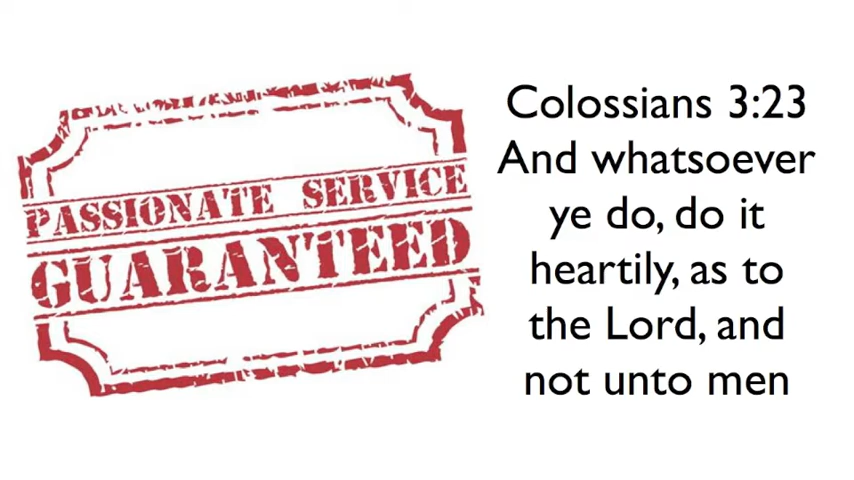 PASSIONATE SERVICE
GUARANTEED
Colossians 3:23
And whatsoever
ye do, do it
heartily, as to
the Lord, and
not unto men